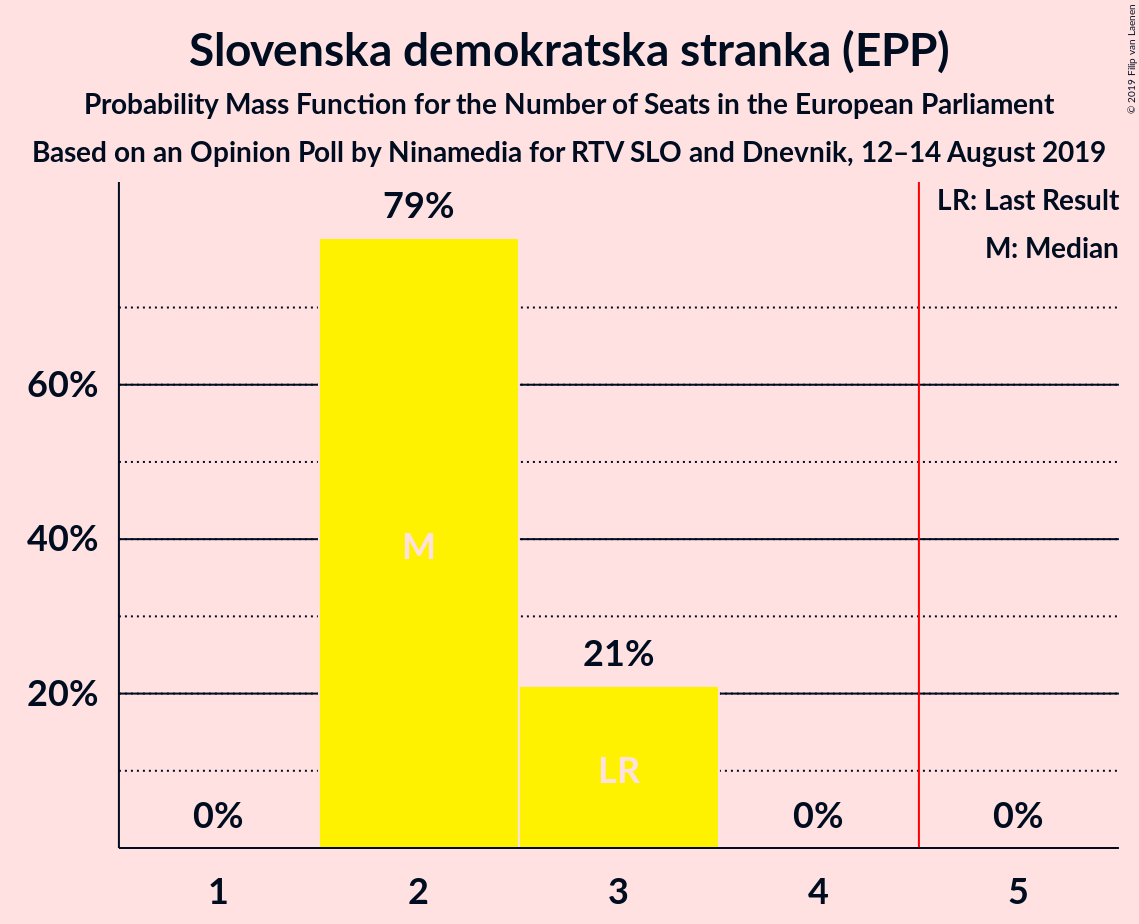 Slovenska demokratska stranka (EPP)
Probability Mass Function for the Number of Seats in the European Parliament
Based on an Opinion Poll by Ninamedia for RTV SLO and Dnevnik, 12–14 August 2019
© 2019 Filip van Laenen
LR: Last Result
M: Median
79%
60%
40%
M
21%
20%
LR
0%
0%
0%
1
2
3
4
5